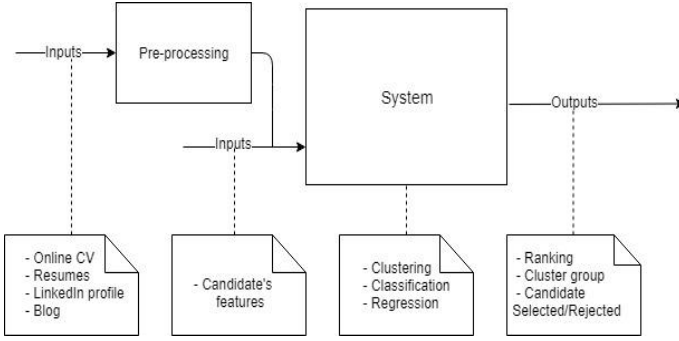 Inputs
Pre-processing
System
Outputs
Inputs
- Online CV
- Resumes
- LinkedIn profile
- Blog
- Candidate's
features
- Clustering
- Classification
- Regression
- Ranking
- Cluster group
- Candidate
Selected/Rejected